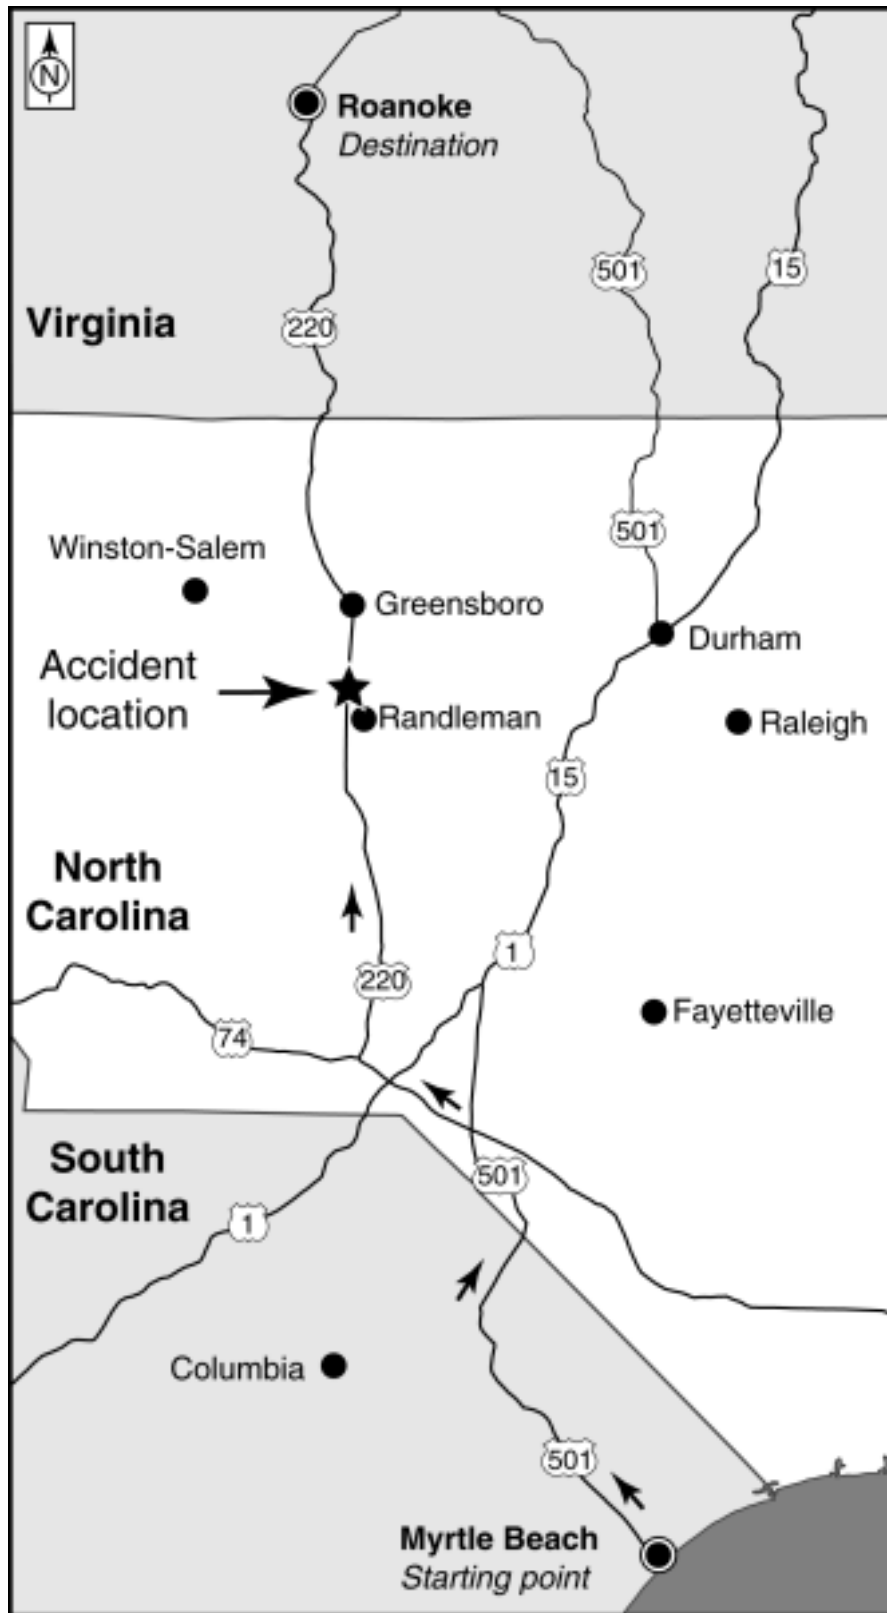 N
Roanoke
Destination
501
15
Virginia
220
501
Winston-Salem
Greensboro
Durham
Accident
location
Randleman
Raleigh
15
North
Carolina
1
220
Fayetteville
74
South
Carolina
501
1
Columbia
501
Myrtle Beach
Starting point